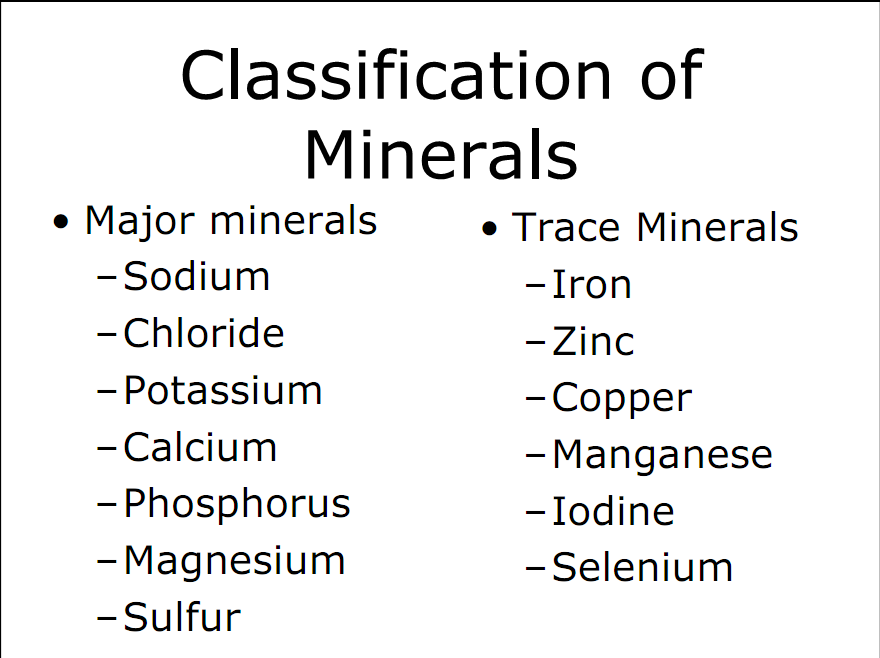 Classification of
Minerals
• Major minerals
–Sodium
–Chloride
–Potassium
–Calcium
–Phosphorus
–Magnesium
–Sulfur
• Trace Minerals
–Iron
–Zinc
–Copper
–Manganese
–Iodine
–Selenium